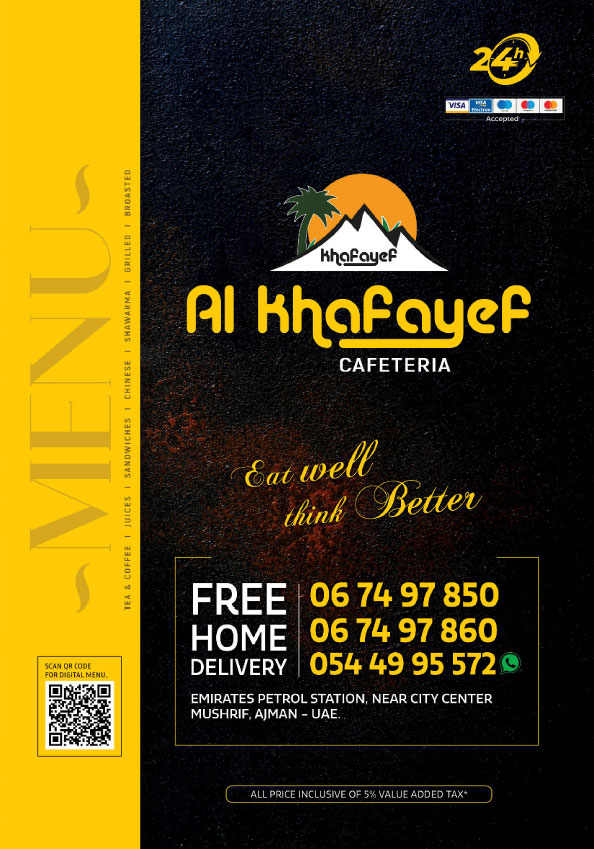 24h
VISA
VISA Electron
Accepted
khafayef
Al Khafayef
CAFETERIA
MENU
TEA & COFFEE I JUICES I SANDWICHES I CHINESE I SHAWARMA I GRILLED I BROASTED
Eat well
think Better
FREE
HOME
DELIVERY
06 74 97 850
06 74 97 860
054 49 95 572
EMIRATES PETROL STATION, NEAR CITY CENTER
MUSHRIF, AJMAN – UAE.
SCAN QR CODE
FOR DIGITAL MENU.
ALL PRICE INCLUSIVE OF 5% VALUE ADDED TAX*